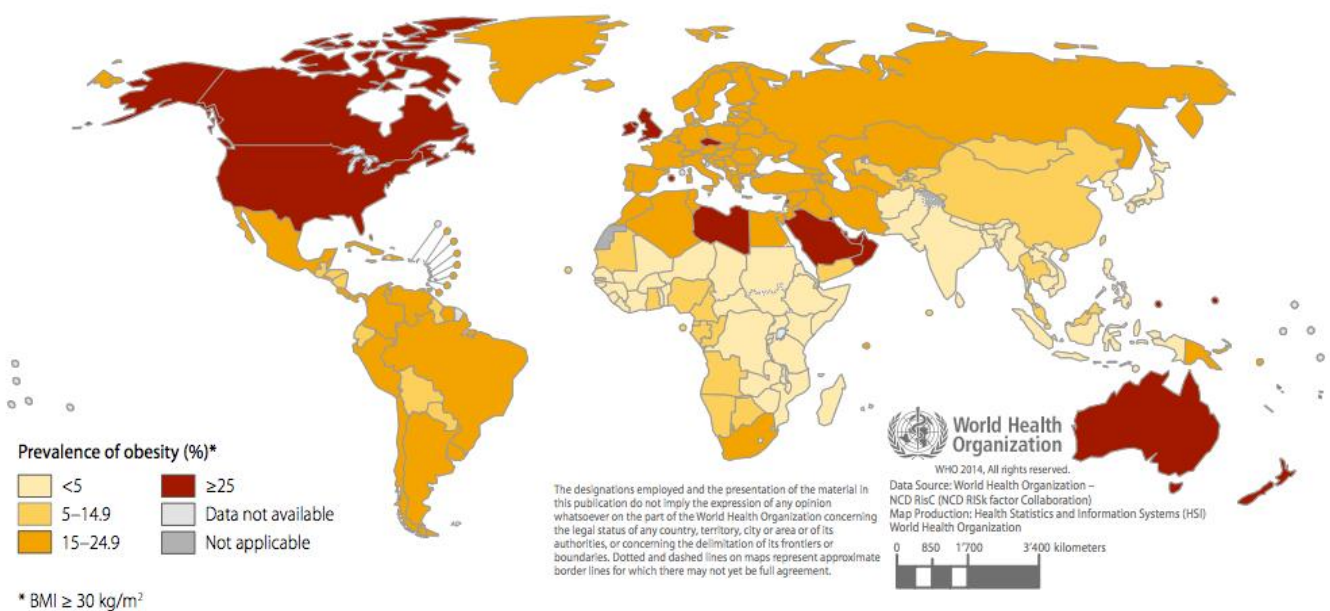 Prevalence of obesity (%)*
<5
5–14.9
15–24.9
≥25
Data not available
Not applicable
* BMI ≥ 30 kg/m²
The designations employed and the presentation of the material in
this publication do not imply the expression of any opinion
whatsoever on the part of the World Health Organization concerning
the legal status of any country, territory, city or area or of its
authorities, or concerning the delimitation of its frontiers or
boundaries. Dotted and dashed lines on maps represent approximate
border lines for which there may not yet be full agreement.
World Health
Organization
WHO 2014, All rights reserved.
Data Source: World Health Organization –
NCD RisC (NCD RISk factor Collaboration)
Map Production: Health Statistics and Information Systems (HSI)
World Health Organization
0 850 1'700 3'400 kilometers